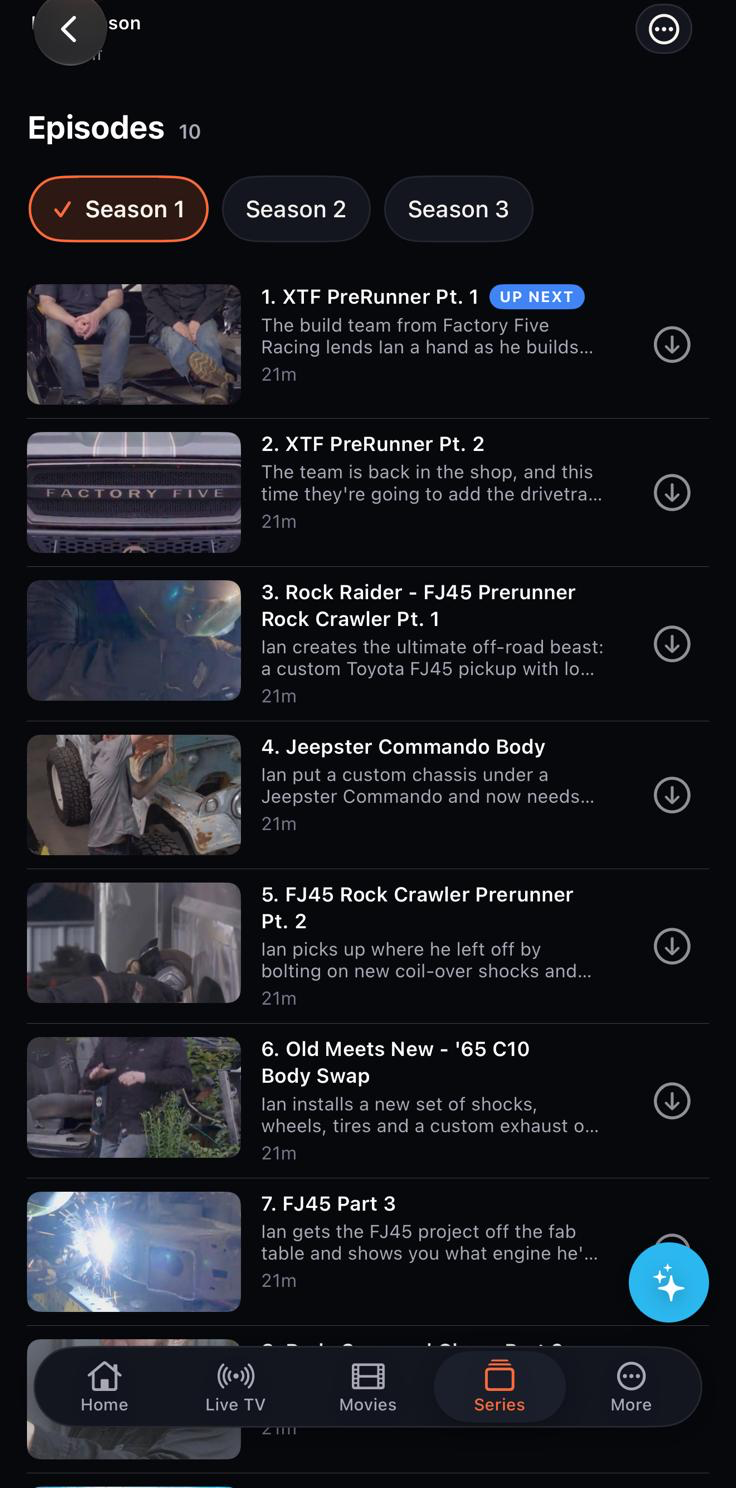 son
Episodes 10
Season 1
Season 2
Season 3
1. XTF PreRunner Pt. 1 UP NEXT
The build team from Factory Five
Racing lends Ian a hand as he builds...
21m
FACTORY FIVE
2. XTF PreRunner Pt. 2
The team is back in the shop, and this
time they're going to add the drivetra...
21m
3. Rock Raider - FJ45 Prerunner
Rock Crawler Pt. 1
Ian creates the ultimate off-road beast:
a custom Toyota FJ45 pickup with lo...
21m
4. Jeepster Commando Body
Ian put a custom chassis under a
Jeepster Commando and now needs...
21m
5. FJ45 Rock Crawler Prerunner
Pt. 2
Ian picks up where he left off by
bolting on new coil-over shocks and...
21m
6. Old Meets New - '65 C10
Body Swap
Ian installs a new set of shocks,
wheels, tires and a custom exhaust o...
21m
7. FJ45 Part 3
Ian gets the FJ45 project off the fab
table and shows you what engine he'...
21m
21m
Home
Live TV
Movies
Series
More